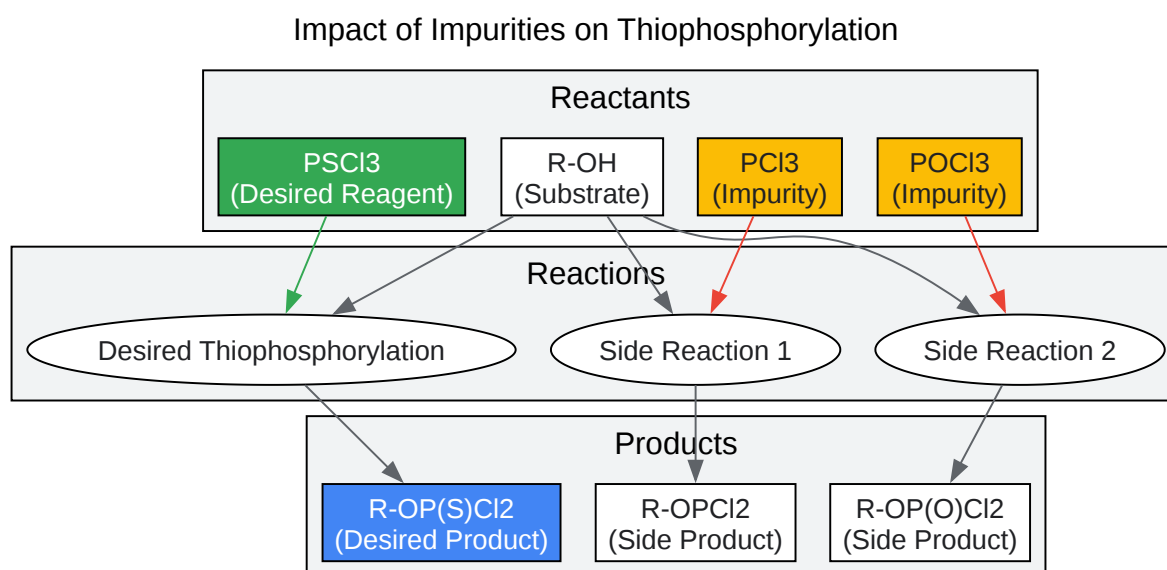 Impact of Impurities on Thiophosphorylation
Reactants
PSCl3
(Desired Reagent)
R-OH
(Substrate)
PCl3
(Impurity)
POCl3
(Impurity)
Reactions
Desired Thiophosphorylation
Side Reaction 1
Side Reaction 2
Products
R-OP(S)Cl2
(Desired Product)
R-OPCl2
(Side Product)
R-OP(O)Cl2
(Side Product)